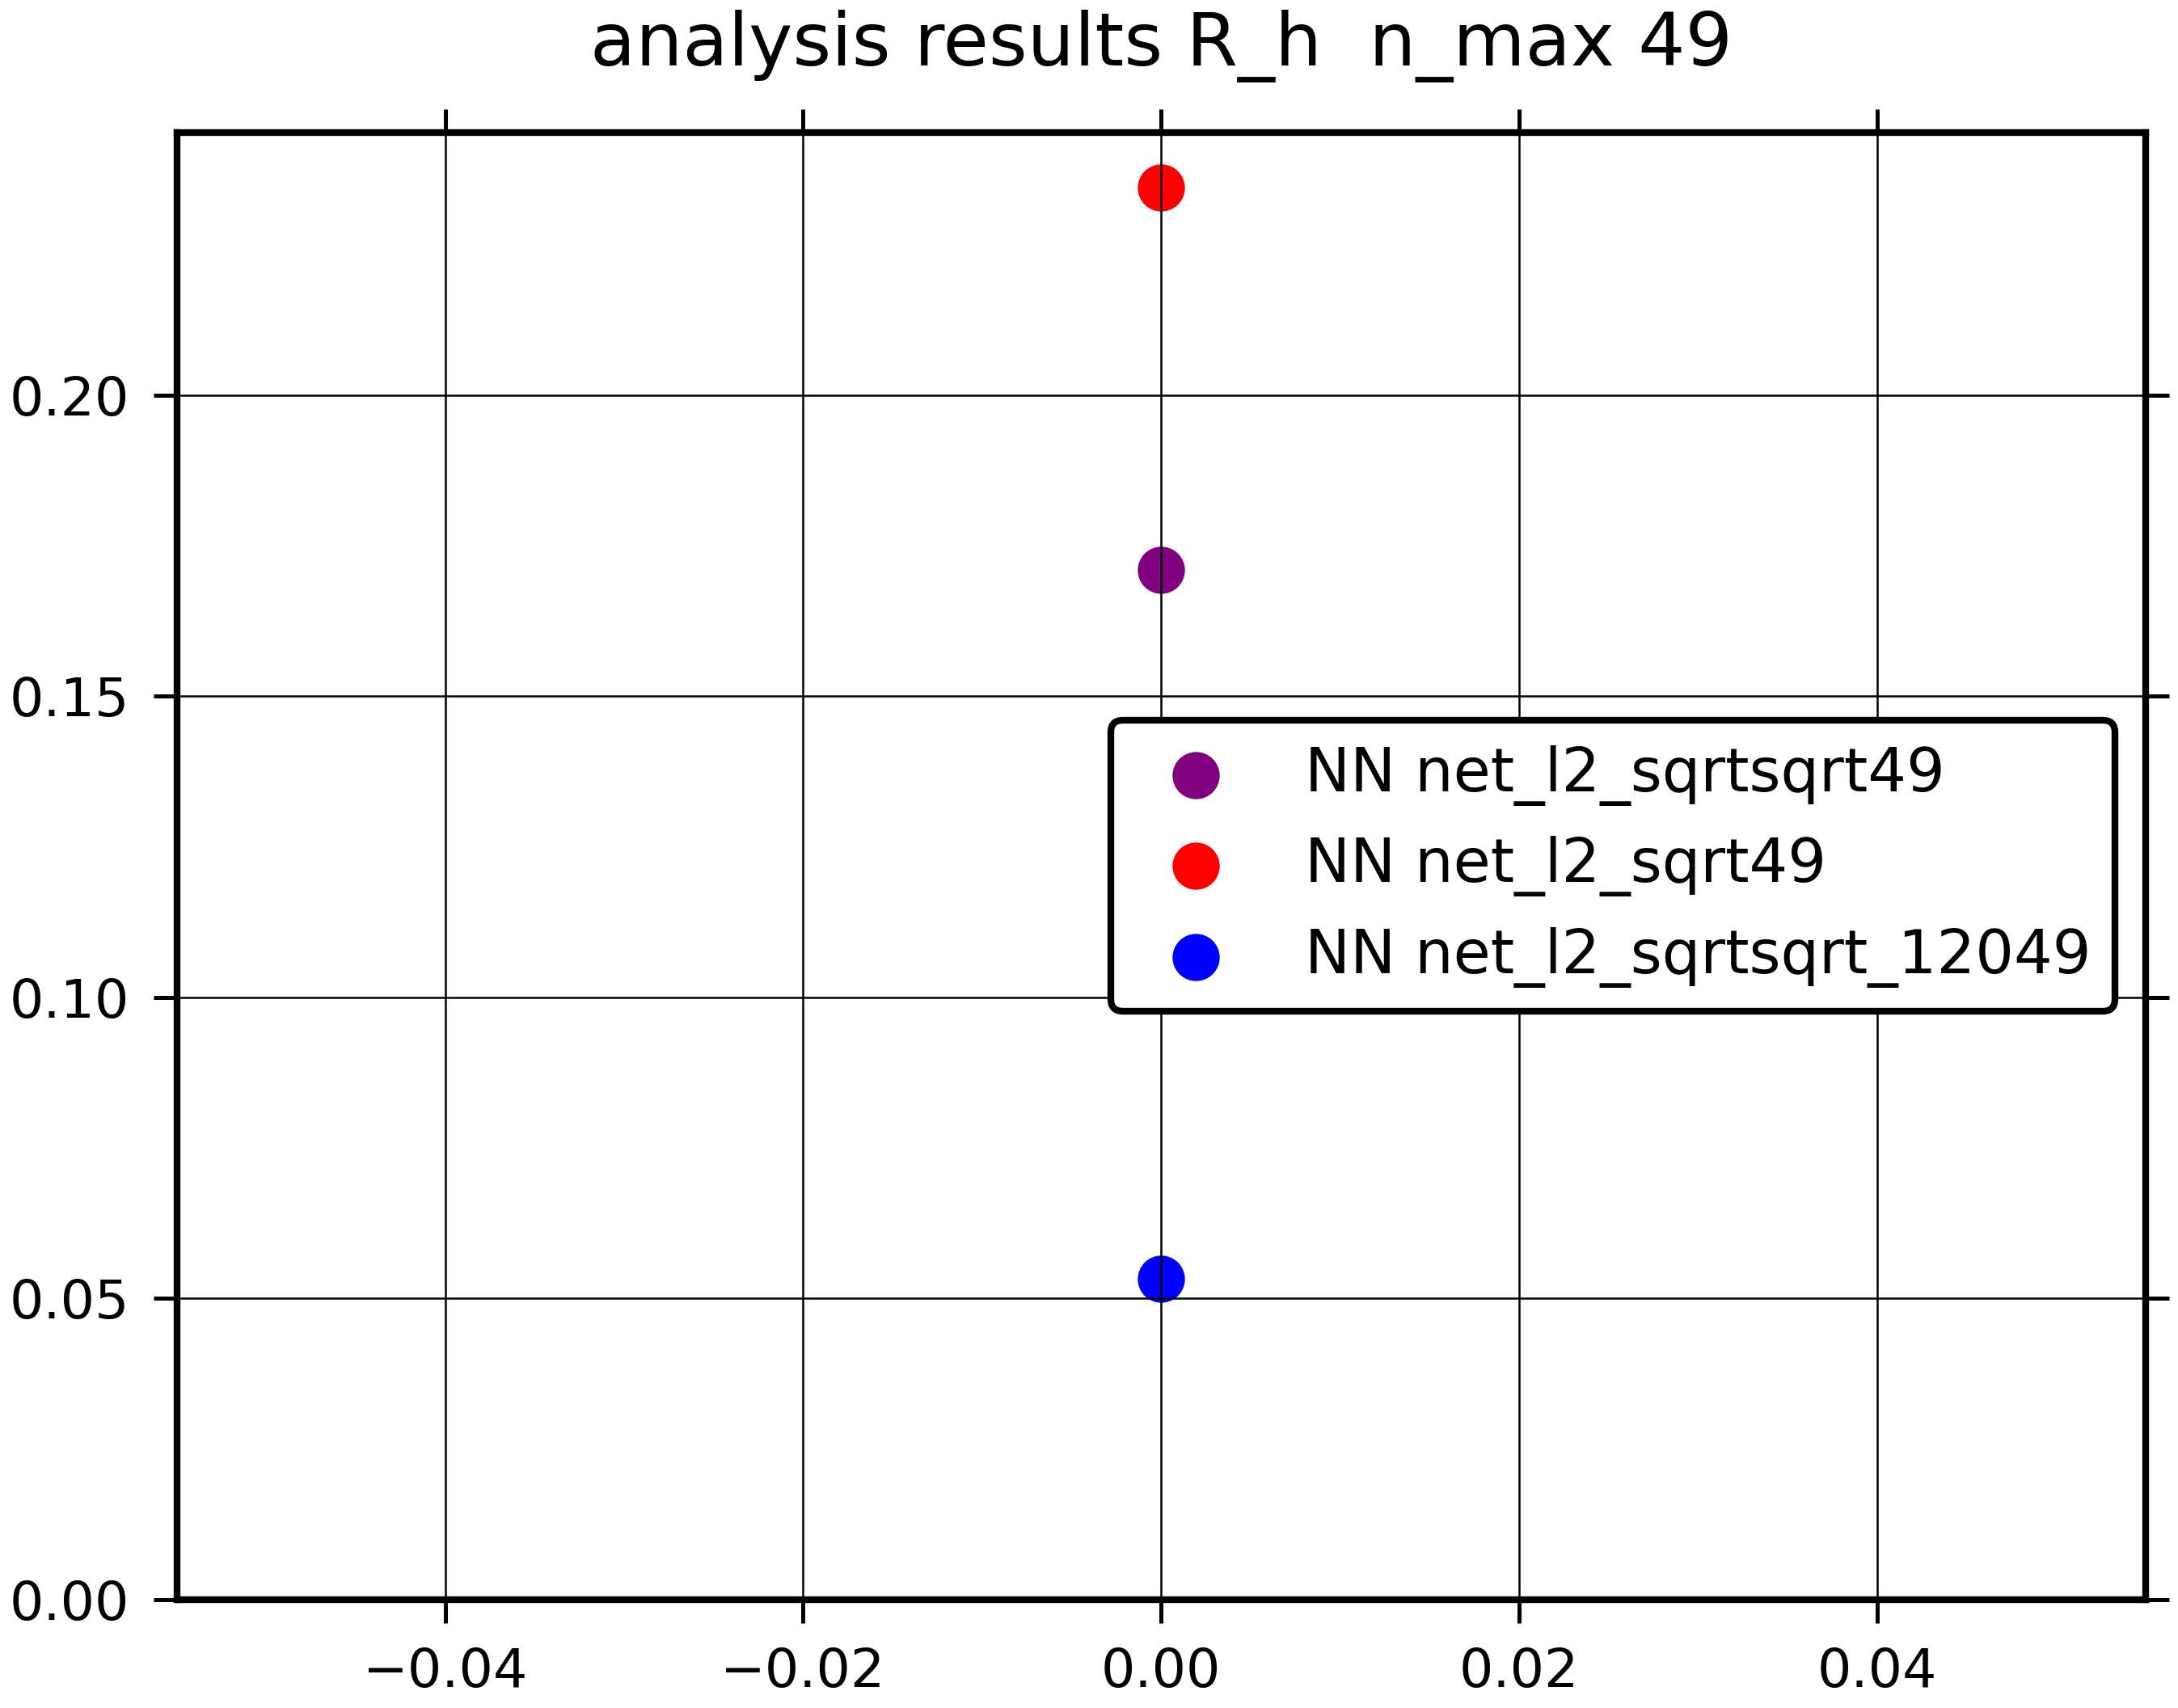 analysis results R_h  n_max 49
0.20
0.15
0.10
0.05
0.00
NN net_l2_sqrtsqrt49
NN net_l2_sqrt49
NN net_l2_sqrtsqrt_12049
−0.04
−0.02
0.00
0.02
0.04